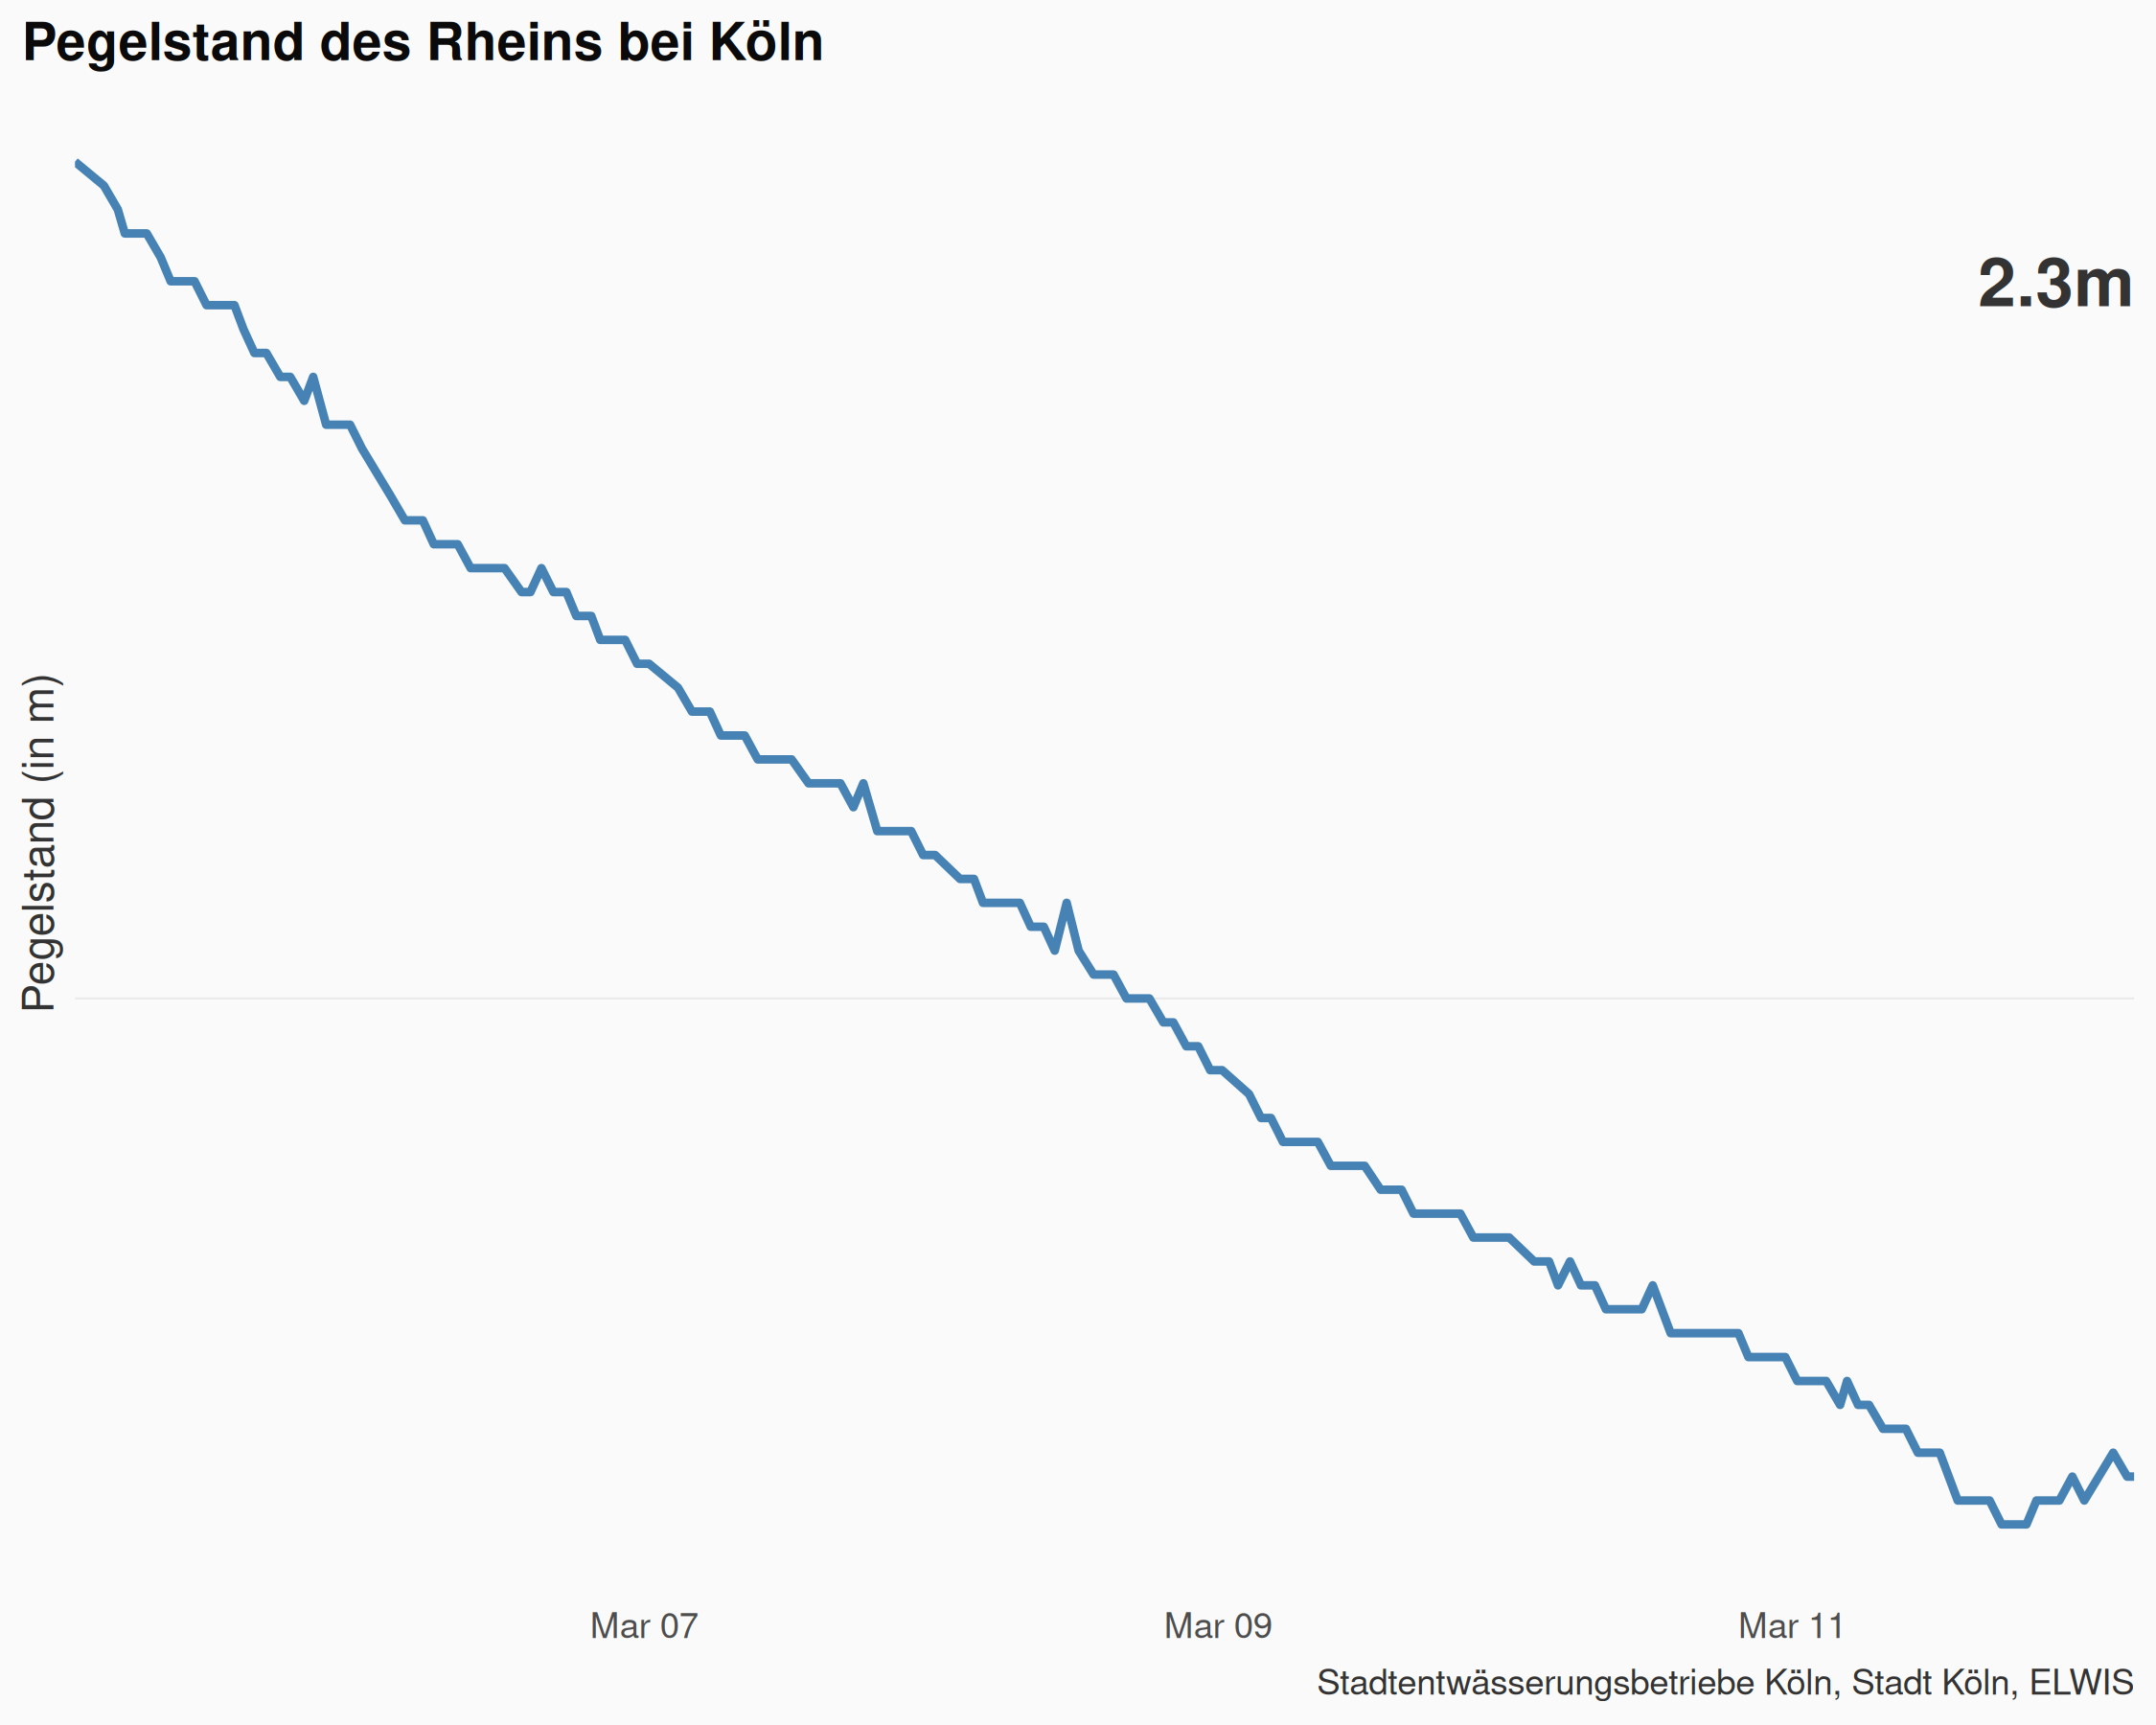 Pegelstand des Rheins bei Köln
2.3m
Pegelstand (in m)
Mar 07
Mar 09
Mar 11
Stadtentwässerungsbetriebe Köln, Stadt Köln, ELWIS